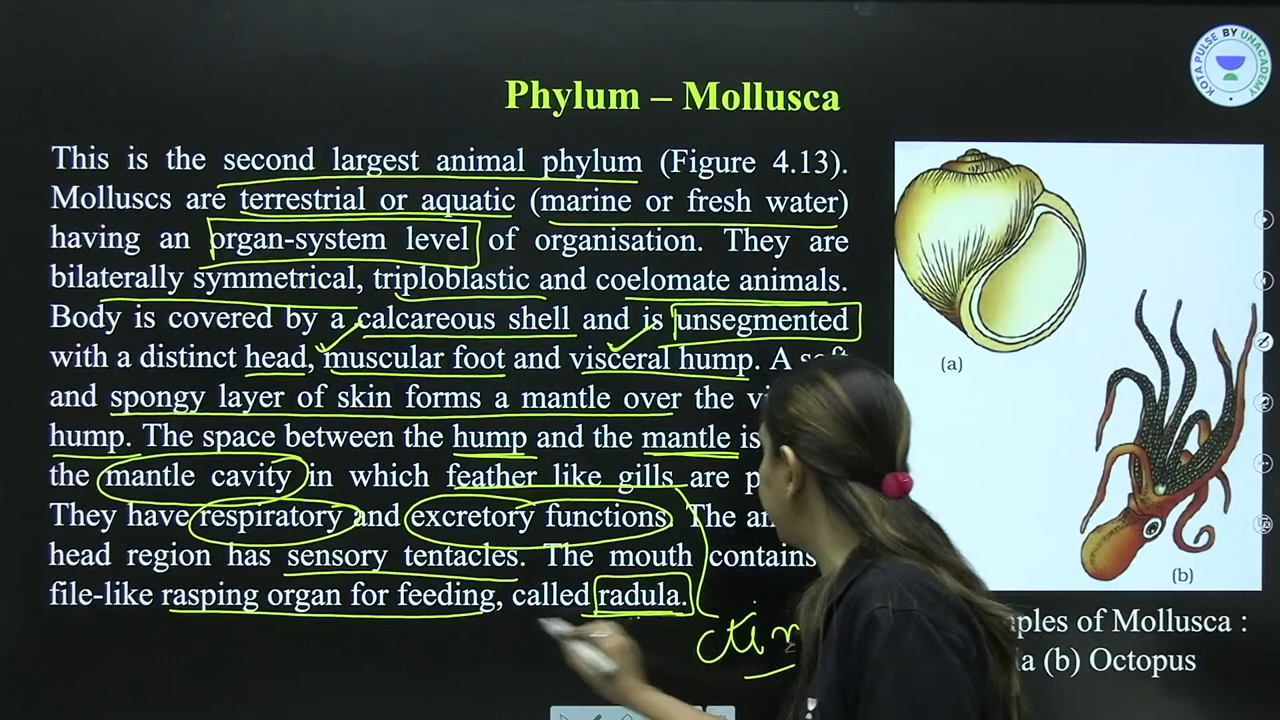 KOTA PULSE BY UNACADEMY
Phylum – Mollusca
This is the second largest animal phylum (Figure 4.13).
Molluscs are terrestrial or aquatic (marine or fresh water)
having an organ-system level of organisation. They are
bilaterally symmetrical, triploblastic and coelomate animals.
Body is covered by a calcareous shell and is unsegmented
with a distinct head, muscular foot and visceral hump. A
and spongy layer of skin forms a mantle over the
hump. The space between the hump and the mantle is
the mantle cavity in which feather like gills are
They have respiratory and excretory functions. The
head region has sensory tentacles. The mouth contains
file-like rasping organ for feeding, called radula.
(a)
(b)
of Mollusca :
(b) Octopus